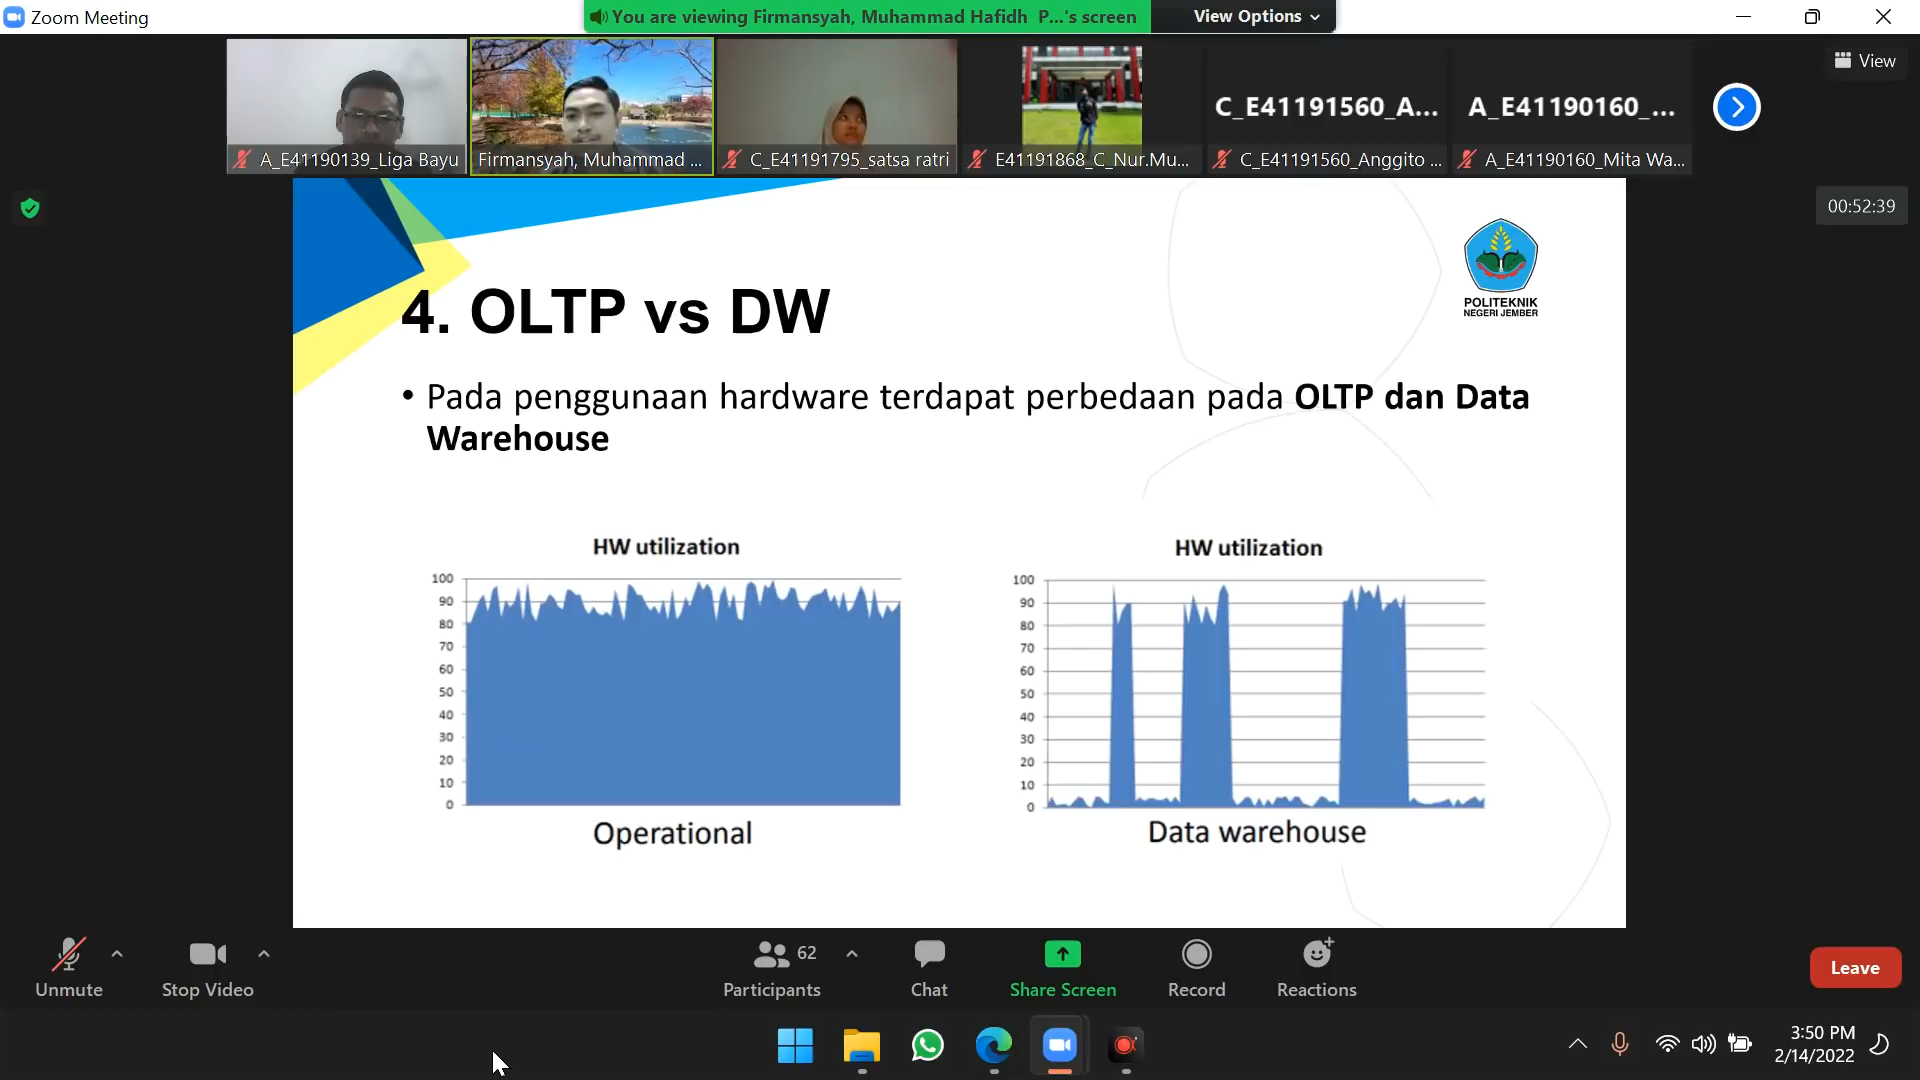 Zoom Meeting
You are viewing Firmansyah, Muhammad Hafidh P...'s screen
View Options
View
A_E41190139_Liga Bayu
Firmansyah, Muhammad ...
C_E41191795_satsa ratri
E41191868_C_Nur.Mu...
C_E41191560_A...
C_E41191560_Anggito ...
A_E41190160_...
A_E41190160_Mita Wa...
00:52:39
POLITEKNIK
NEGERI JEMBER
4. OLTP vs DW
• Pada penggunaan hardware terdapat perbedaan pada OLTP dan Data
Warehouse
HW utilization
100
90
80
70
60
50
40
30
20
10
0
Operational
HW utilization
100
90
80
70
60
50
40
30
20
10
0
Data warehouse
Unmute
Stop Video
62
Participants
Chat
Share Screen
Record
Reactions
Leave
3:50 PM
2/14/2022